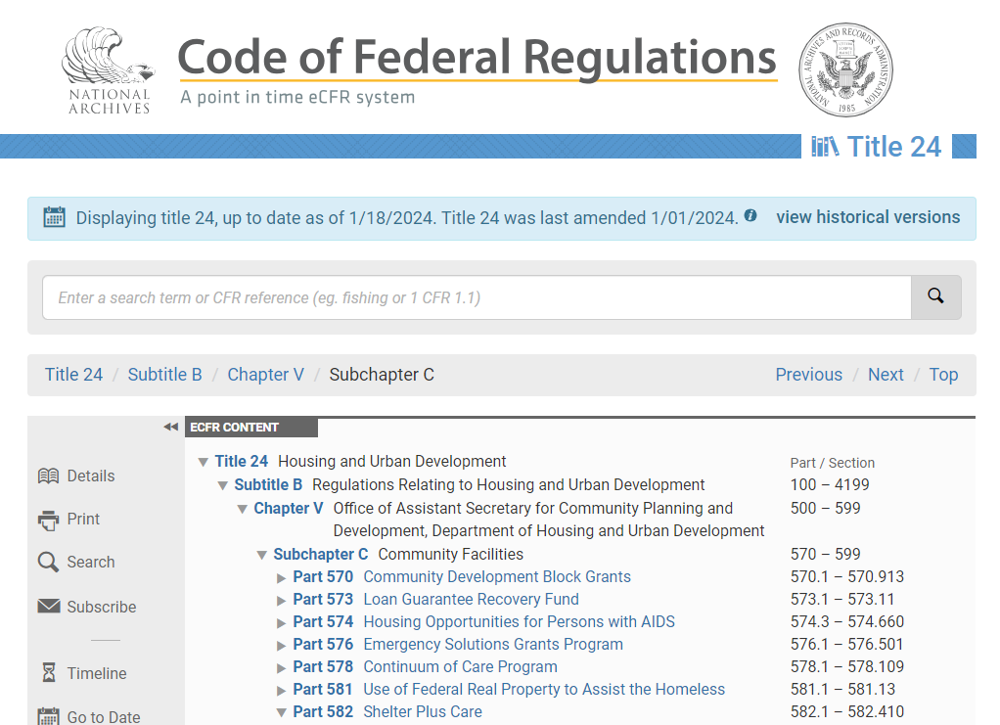 NATIONAL
ARCHIVES
Code of Federal Regulations
A point in time eCFR system
NATIONAL ARCHIVES AND RECORDS ADMINISTRATION
LITTERA SCRIPTA MANET
1985
Title 24
Displaying title 24, up to date as of 1/18/2024. Title 24 was last amended 1/01/2024. view historical versions
Enter a search term or CFR reference (eg. fishing or 1 CFR 1.1)
Title 24 / Subtitle B / Chapter V / Subchapter C Previous / Next / Top
ECFR CONTENT
Details
Print
Search
Subscribe
Timeline
Go to Date
Title 24 Housing and Urban Development Part / Section
Subtitle B Regulations Relating to Housing and Urban Development 100 – 4199
Chapter V Office of Assistant Secretary for Community Planning and 500 – 599
Development, Department of Housing and Urban Development
Subchapter C Community Facilities 570 – 599
Part 570 Community Development Block Grants 570.1 – 570.913
Part 573 Loan Guarantee Recovery Fund 573.1 – 573.11
Part 574 Housing Opportunities for Persons with AIDS 574.3 – 574.660
Part 576 Emergency Solutions Grants Program 576.1 – 576.501
Part 578 Continuum of Care Program 578.1 – 578.109
Part 581 Use of Federal Real Property to Assist the Homeless 581.1 – 581.13
Part 582 Shelter Plus Care 582.1 – 582.410